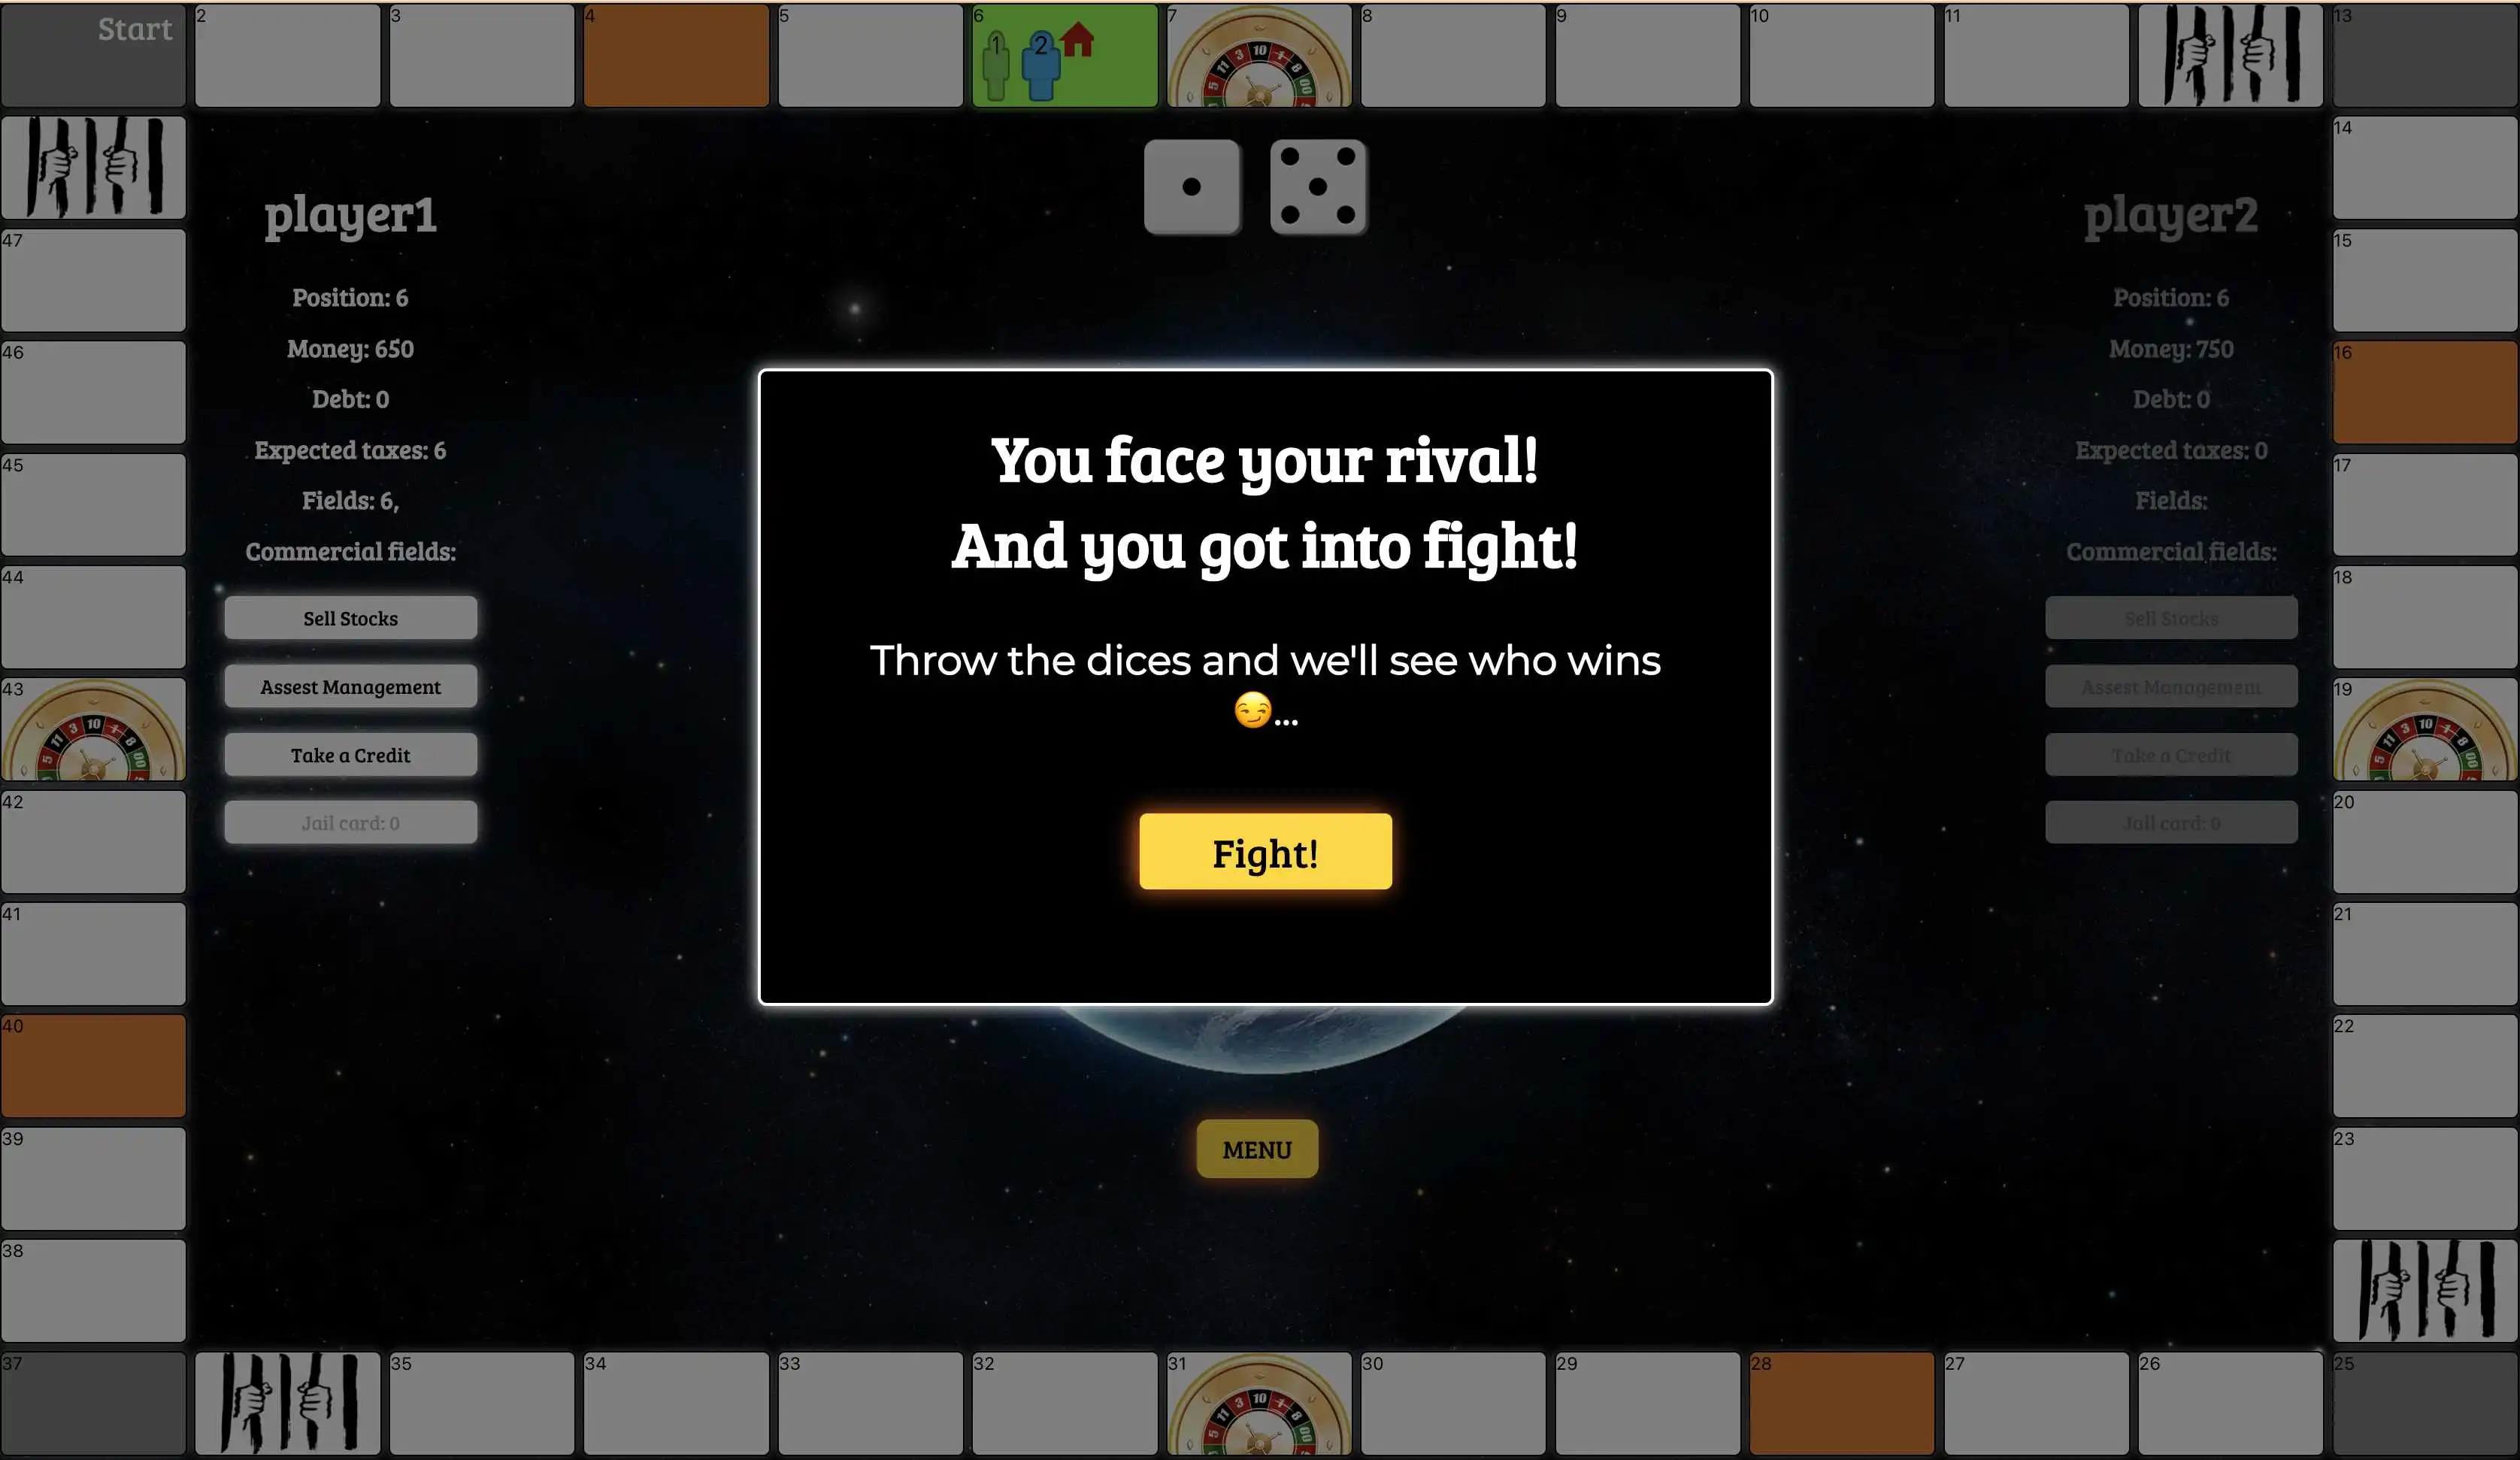 Start
2
3
4
5
6
1
2
7
8
9
10
11
13
14
15
16
17
18
19
20
21
22
23
25
26
27
28
29
30
31
32
33
34
35
37
38
39
40
41
42
43
44
45
46
47
player1
Position: 6
Money: 650
Debt: 0
Expected taxes: 6
Fields: 6,
Commercial fields:
Sell Stocks
Assest Management
Take a Credit
Jail card: 0
You face your rival!
And you got into fight!
Throw the dices and we'll see who wins
😏...
Fight!
MENU
player2
Position: 6
Money: 750
Debt: 0
Expected taxes: 0
Fields:
Commercial fields:
Sell Stocks
Assest Management
Take a Credit
Jail card: 0